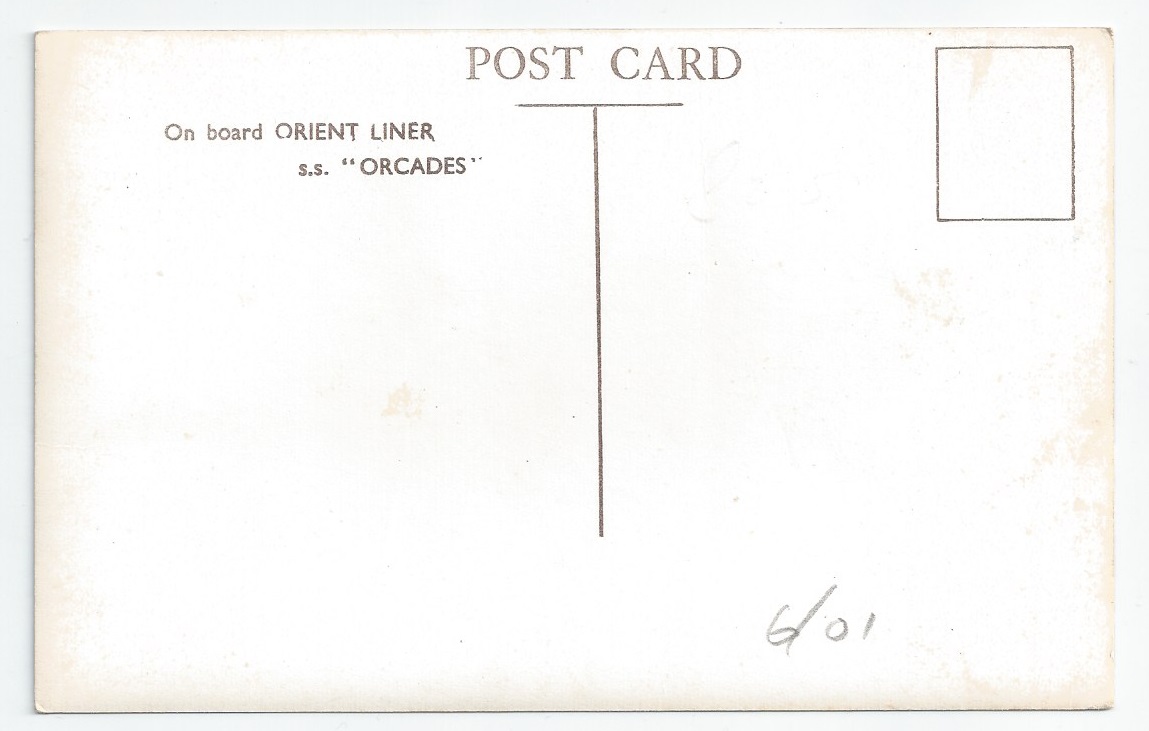 POST CARD
On board ORIENT LINER
s.s. "ORCADES"
6/01